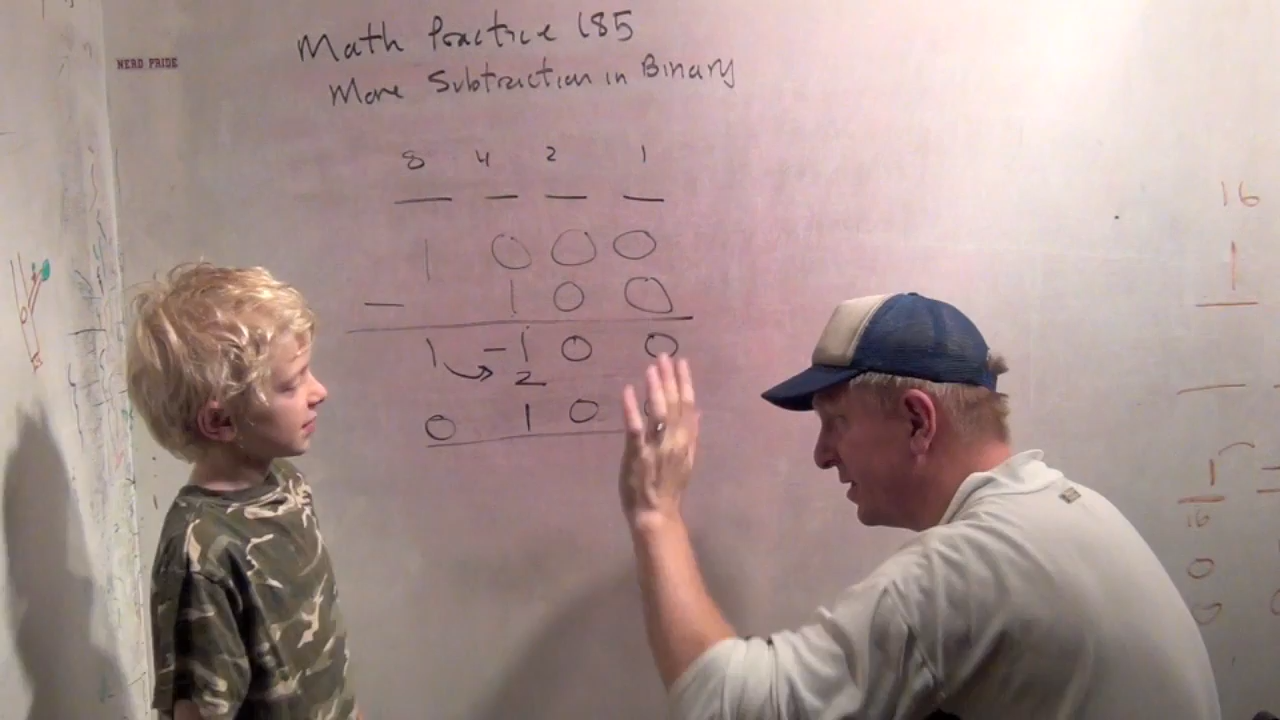 Math Practice 185
More Subtraction in Binary
NERD PRIDE
8 4 2 1
1 0 0 0
- 1 0 0
1 -1 0 0
2
0 1 0
16
1
1
16
0
0